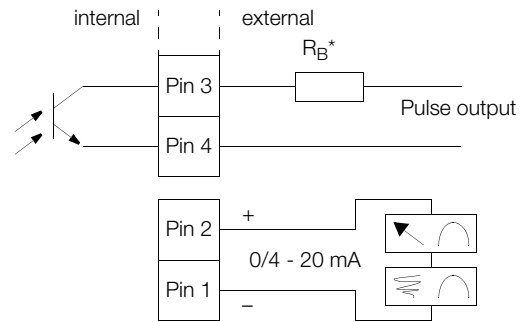 internal external
R_B*
Pin 3
Pulse output
Pin 4
Pin 2 +
0/4 - 20 mA
Pin 1 –